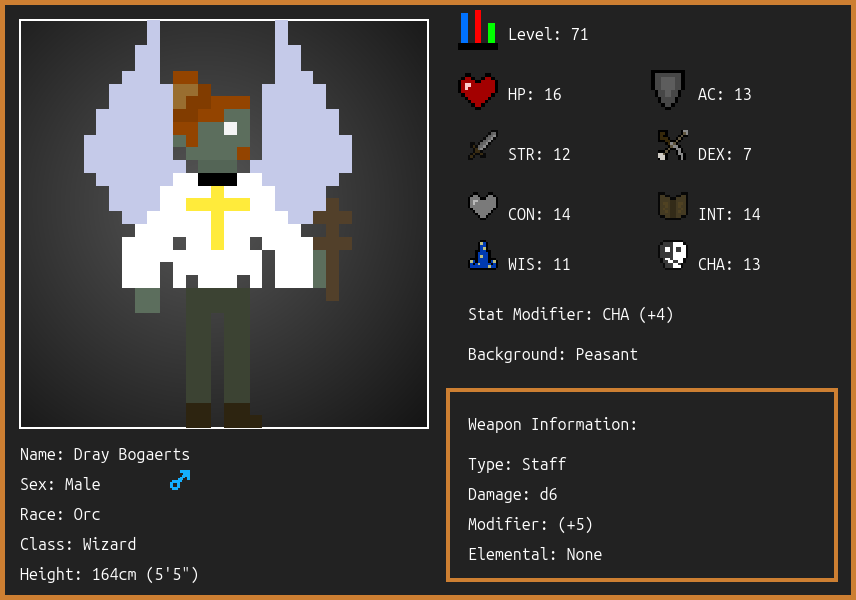 Level: 71
HP: 16
AC: 13
STR: 12
DEX: 7
CON: 14
INT: 14
WIS: 11
CHA: 13
Stat Modifier: CHA (+4)
Background: Peasant
Weapon Information:
Type: Staff
Damage: d6
Modifier: (+5)
Elemental: None
Name: Dray Bogaerts
Sex: Male
Race: Orc
Class: Wizard
Height: 164cm (5'5")